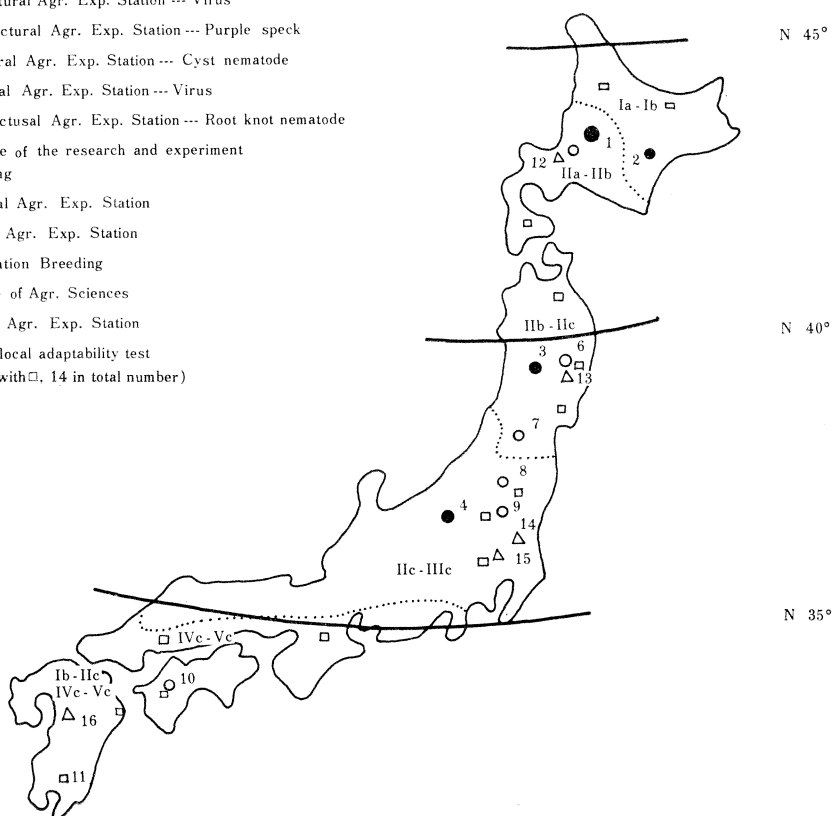 tural Agr. Exp. Station --- Virus
ctural Agr. Exp. Station --- Purple speck
ral Agr. Exp. Station --- Cyst nematode
al Agr. Exp. Station --- Virus
ctusal Agr. Exp. Station --- Root knot nematode
e of the research and experiment
ng
al Agr. Exp. Station
Agr. Exp. Station
ation Breeding
of Agr. Sciences
Agr. Exp. Station
local adaptability test
with □, 14 in total number)
N 45°
Ia - Ib
1
2
12
IIa - IIb
IIb - IIc
N 40°
3
6
13
7
8
4
9
14
15
IIc - IIIc
N 35°
IVc - Vc
Ib - IIc
IVc - Vc
10
16
11